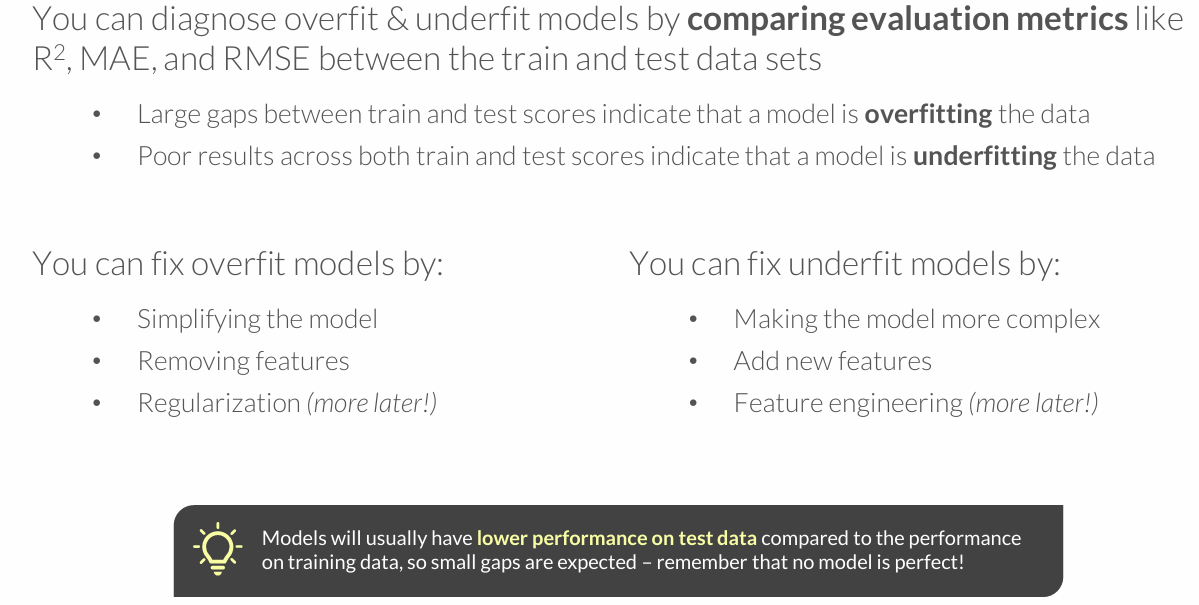 You can diagnose overfit & underfit models by comparing evaluation metrics like
R², MAE, and RMSE between the train and test data sets
• Large gaps between train and test scores indicate that a model is overfitting the data
• Poor results across both train and test scores indicate that a model is underfitting the data
You can fix overfit models by:
• Simplifying the model
• Removing features
• Regularization (more later!)
You can fix underfit models by:
• Making the model more complex
• Add new features
• Feature engineering (more later!)
Models will usually have lower performance on test data compared to the performance
on training data, so small gaps are expected – remember that no model is perfect!